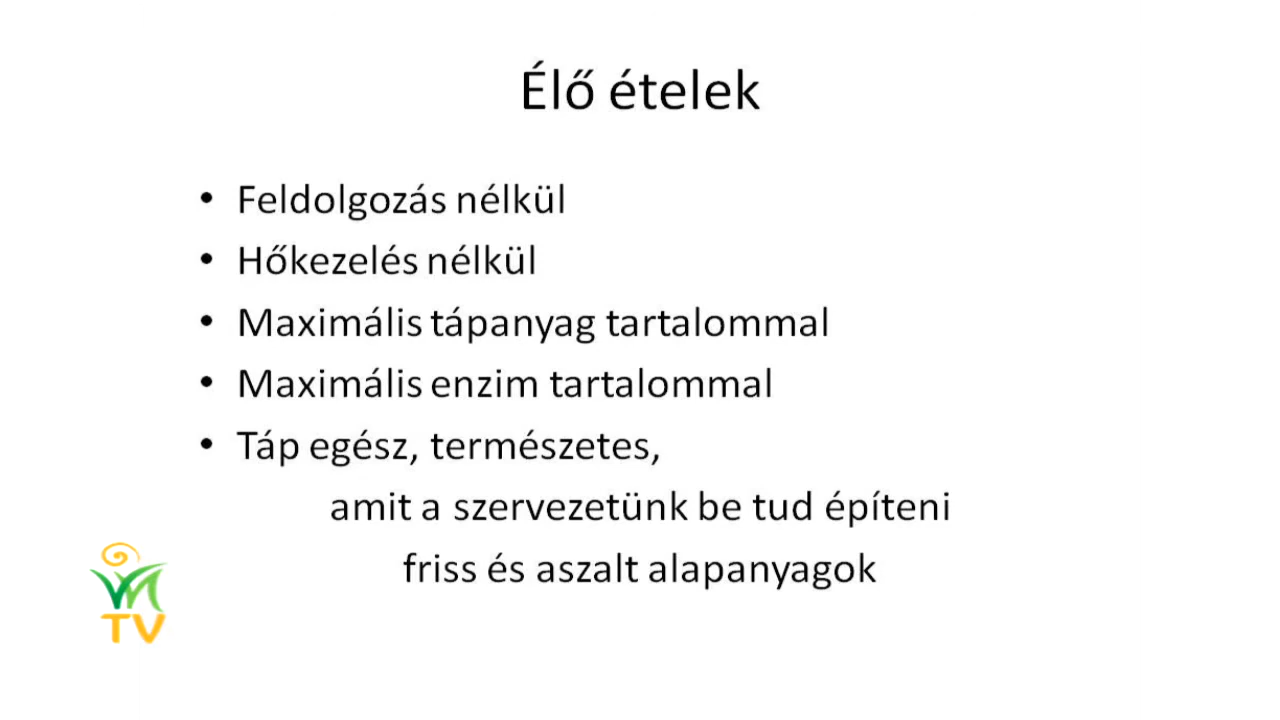 Élő ételek
• Feldolgozás nélkül
• Hőkezelés nélkül
• Maximális tápanyag tartalommal
• Maximális enzim tartalommal
• Táp egész, természetes,
amit a szervezetünk be tud építeni
friss és aszalt alapanyagok
TV